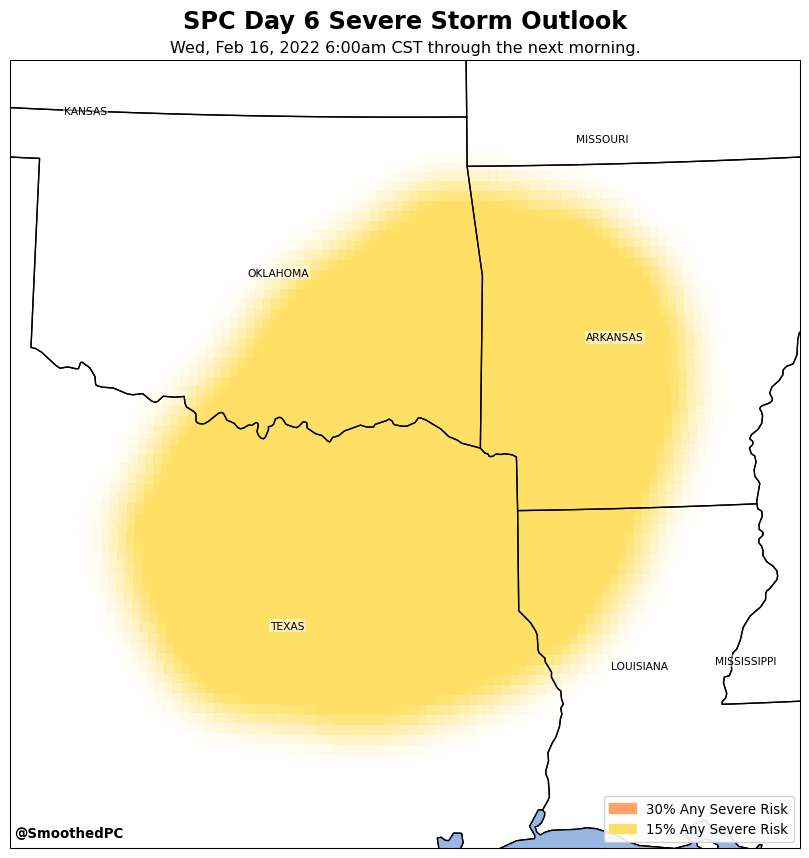 SPC Day 6 Severe Storm Outlook
Wed, Feb 16, 2022 6:00am CST through the next morning.
KANSAS
MISSOURI
OKLAHOMA
ARKANSAS
TEXAS
LOUISIANA
MISSISSIPPI
30% Any Severe Risk
15% Any Severe Risk
@SmoothedPC